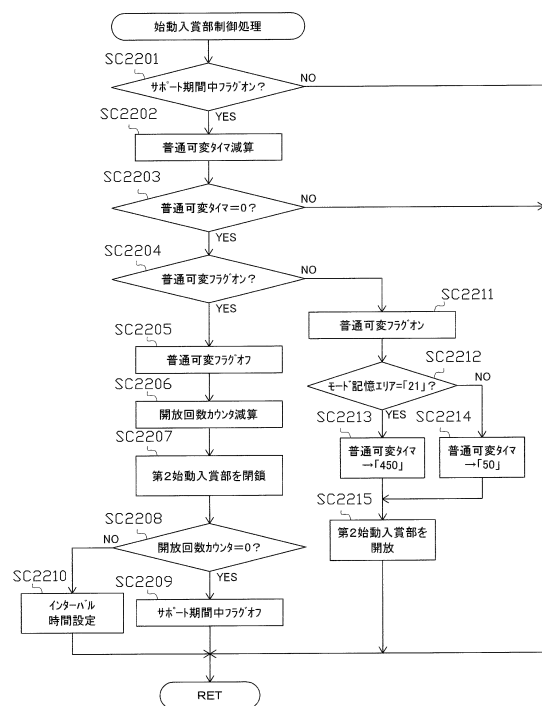 始動入賞部制御処理
SC2201
サポート期間中フラグオン?
NO
YES
SC2202
普通可変タイマ減算
SC2203
普通可変タイマ=0?
NO
YES
SC2204
普通可変フラグオン?
NO
YES
SC2205
普通可変フラグオフ
SC2206
開放回数カウンタ減算
SC2207
第2始動入賞部を閉鎖
SC2208
開放回数カウンタ=0?
NO
YES
SC2209
サポート期間中フラグオフ
SC2210
インターバル
時間設定
SC2211
普通可変フラグオン
SC2212
モード記憶エリア=「21」?
NO
YES
SC2213
普通可変タイマ
→「450」
SC2214
普通可変タイマ
→「50」
SC2215
第2始動入賞部を
開放
RET